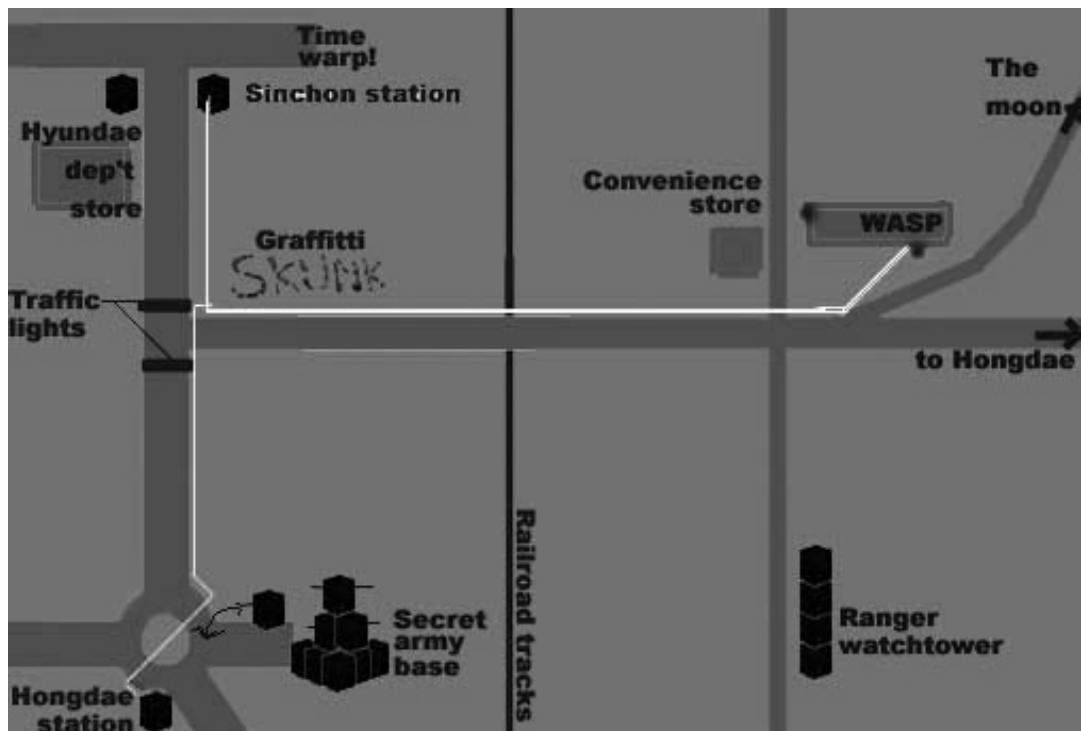 Time
warp!
Sinchon station
The
moon
Hyundae
dep't
store
Convenience
store
WASP
Graffitti
SKUNK
Traffic
lights
to Hongdae
Railroad tracks
Secret
army
base
Ranger
watchtower
Hongdae
station